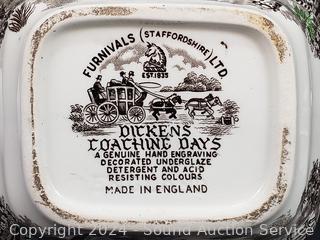 FURNIVALS (STAFFORDSHIRE) LTD
EST. 1835
DICKENS
COACHING DAYS
A GENUINE HAND ENGRAVING
DECORATED UNDERGLAZE
DETERGENT AND ACID
RESISTING COLOURS
MADE IN ENGLAND
Copyright 2024 - Sound Auction Service